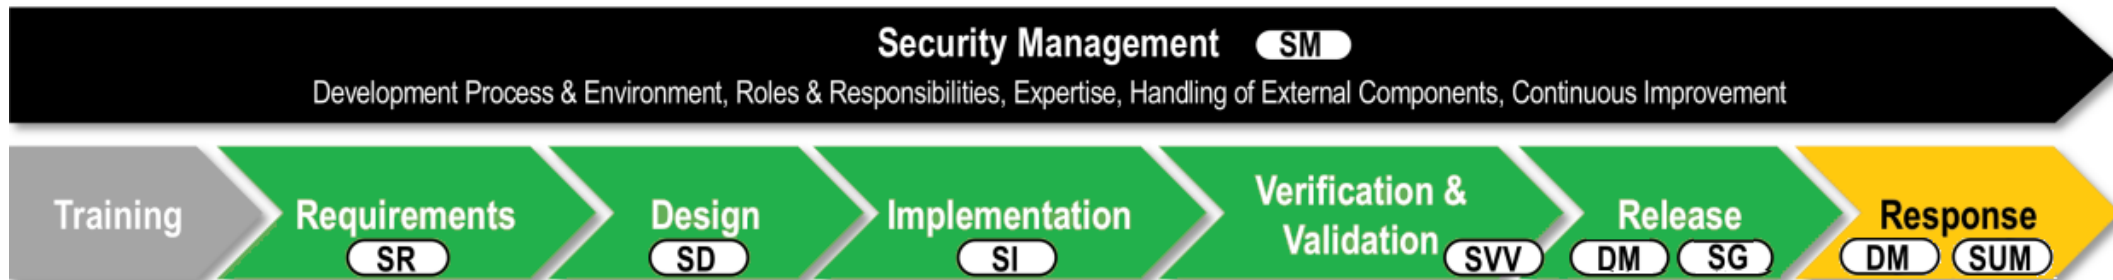 Security Management SM
Development Process & Environment, Roles & Responsibilities, Expertise, Handling of External Components, Continuous Improvement
Training
Requirements
SR
Design
SD
Implementation
SI
Verification &
Validation
SVV
Release
DM SG
Response
DM SUM